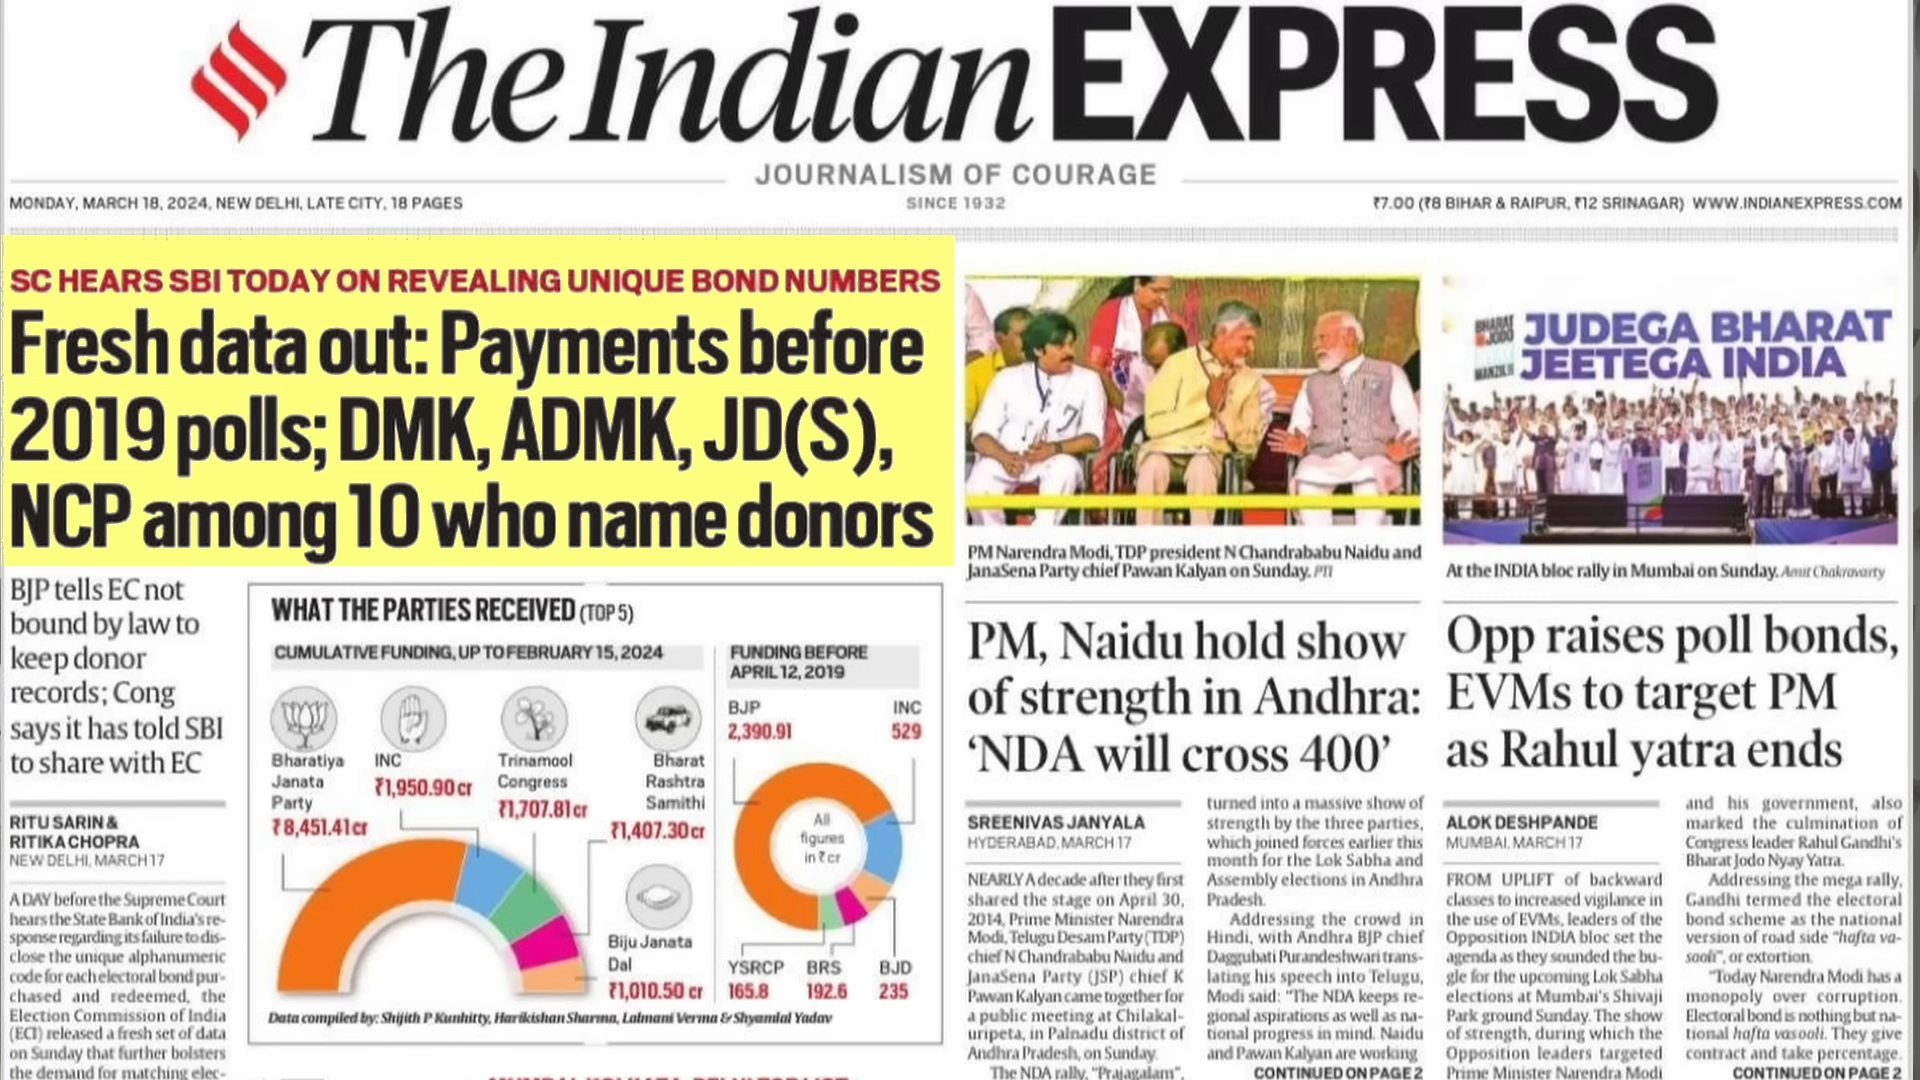 The Indian EXPRESS
JOURNALISM OF COURAGE
MONDAY, MARCH 18, 2024, NEW DELHI, LATE CITY, 18 PAGES
SINCE 1932
₹7.00 (₹8 BIHAR & RAIPUR, ₹12 SRINAGAR) WWW.INDIANEXPRESS.COM
SC HEARS SBI TODAY ON REVEALING UNIQUE BOND NUMBERS
Fresh data out: Payments before
2019 polls; DMK, ADMK, JD(S),
NCP among 10 who name donors
BJP tells EC not
bound by law to
keep donor
records; Cong
says it has told SBI
to share with EC
RITU SARIN &
RITIKA CHOPRA
NEW DELHI, MARCH 17
A DAY before the Supreme Court
hears the State Bank of India's re-
sponse regarding its failure to dis-
close the unique alphanumeric
code for each electoral bond pur-
chased and redeemed, the
Election Commission of India
(ECI) released a fresh set of data
on Sunday that further bolsters
the demand for matching elec-
WHAT THE PARTIES RECEIVED (TOP 5)
CUMULATIVE FUNDING, UP TO FEBRUARY 15, 2024
Bharatiya
Janata
Party
₹8,451.41cr
INC
₹1,950.90 cr
Trinamool
Congress
₹1,707.81 cr
Bharat
Rashtra
Samithi
₹1,407.30 cr
Biju Janata
Dal
₹1,010.50 cr
FUNDING BEFORE
APRIL 12, 2019
BJP
2,390.91
INC
529
All
figures
in ₹ cr
YSRCP
165.8
BRS
192.6
BJD
235
Data compiled by: Shijith P Kunhitty, Harikishan Sharma, Lalmani Verma & Shyamlal Yadav
PM Narendra Modi, TDP president N Chandrababu Naidu and
JanaSena Party chief Pawan Kalyan on Sunday. PTI
PM, Naidu hold show
of strength in Andhra:
‘NDA will cross 400’
SREENIVAS JANYALA
HYDERABAD, MARCH 17
NEARLY A decade after they first
shared the stage on April 30,
2014, Prime Minister Narendra
Modi, Telugu Desam Party (TDP)
chief N Chandrababu Naidu and
JanaSena Party (JSP) chief K
Pawan Kalyan came together for
a public meeting at Chilakal-
uripeta, in Palnadu district of
Andhra Pradesh, on Sunday.
The NDA rally, "Prajagalam",
turned into a massive show of
strength by the three parties,
which joined forces earlier this
month for the Lok Sabha and
Assembly elections in Andhra
Pradesh.
Addressing the crowd in
Hindi, with Andhra BJP chief
Daggubati Purandeshwari trans-
lating his speech into Telugu,
Modi said: "The NDA keeps re-
gional aspirations as well as na-
tional progress in mind. Naidu
and Pawan Kalyan are working
CONTINUED ON PAGE 2
BHARAT
JODO
JUDEGA BHARAT
JEETEGA INDIA
At the INDIA bloc rally in Mumbai on Sunday. Amit Chakravarty
Opp raises poll bonds,
EVMs to target PM
as Rahul yatra ends
ALOK DESHPANDE
MUMBAI, MARCH 17
FROM UPLIFT of backward
classes to increased vigilance in
the use of EVMs, leaders of the
Opposition INDIA bloc set the
agenda as they sounded the bu-
gle for the upcoming Lok Sabha
elections at Mumbai's Shivaji
Park ground Sunday. The show
of strength, during which the
Opposition leaders targeted
Prime Minister Narendra Modi
and his government, also
marked the culmination of
Congress leader Rahul Gandhi's
Bharat Jodo Nyay Yatra.
Addressing the mega rally,
Gandhi termed the electoral
bond scheme as the national
version of road side "hafta va-
sooli", or extortion.
"Today Narendra Modi has a
monopoly over corruption.
Electoral bond is nothing but na-
tional hafta vasooli. They give
contract and take percentage.
CONTINUED ON PAGE 2